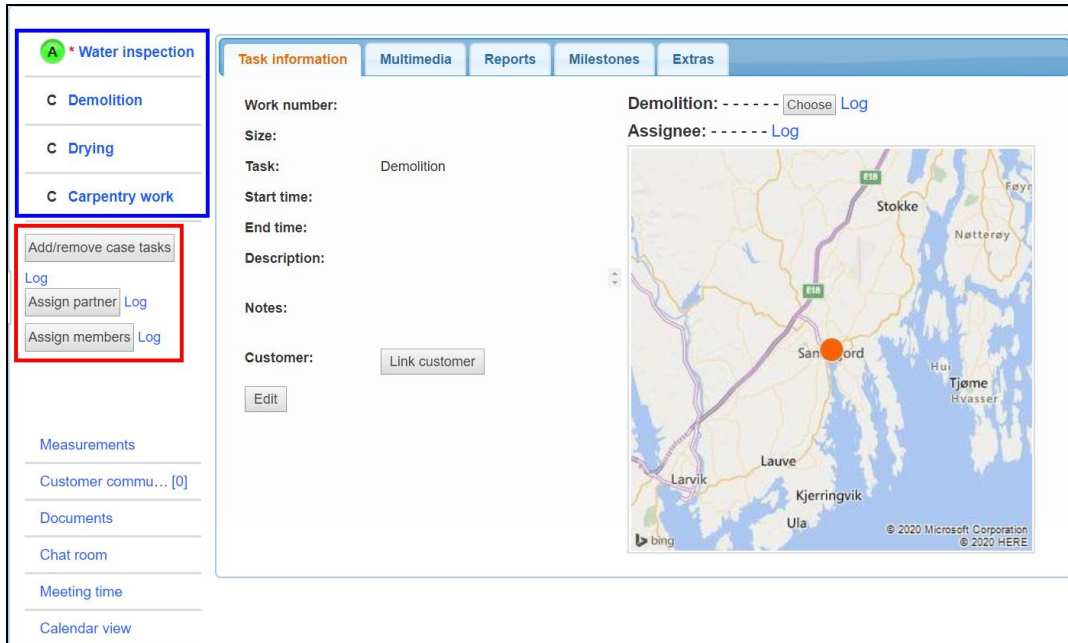 A * Water inspection
C Demolition
C Drying
C Carpentry work
Add/remove case tasks
Log
Assign partner Log
Assign members Log
Measurements
Customer commu... [0]
Documents
Chat room
Meeting time
Calendar view
Task information Multimedia Reports Milestones Extras
Work number:
Size:
Task: Demolition
Start time:
End time:
Description:
Notes:
Customer: Link customer
Edit
Demolition: - - - - - - Choose Log
Assignee: - - - - - - Log
E18
Stokke
Nøtterøy
E18
Hui
Tjøme
Hvasser
Lauve
Larvik
Kjerringvik
Ula
bing
© 2020 Microsoft Corporation
© 2020 HERE